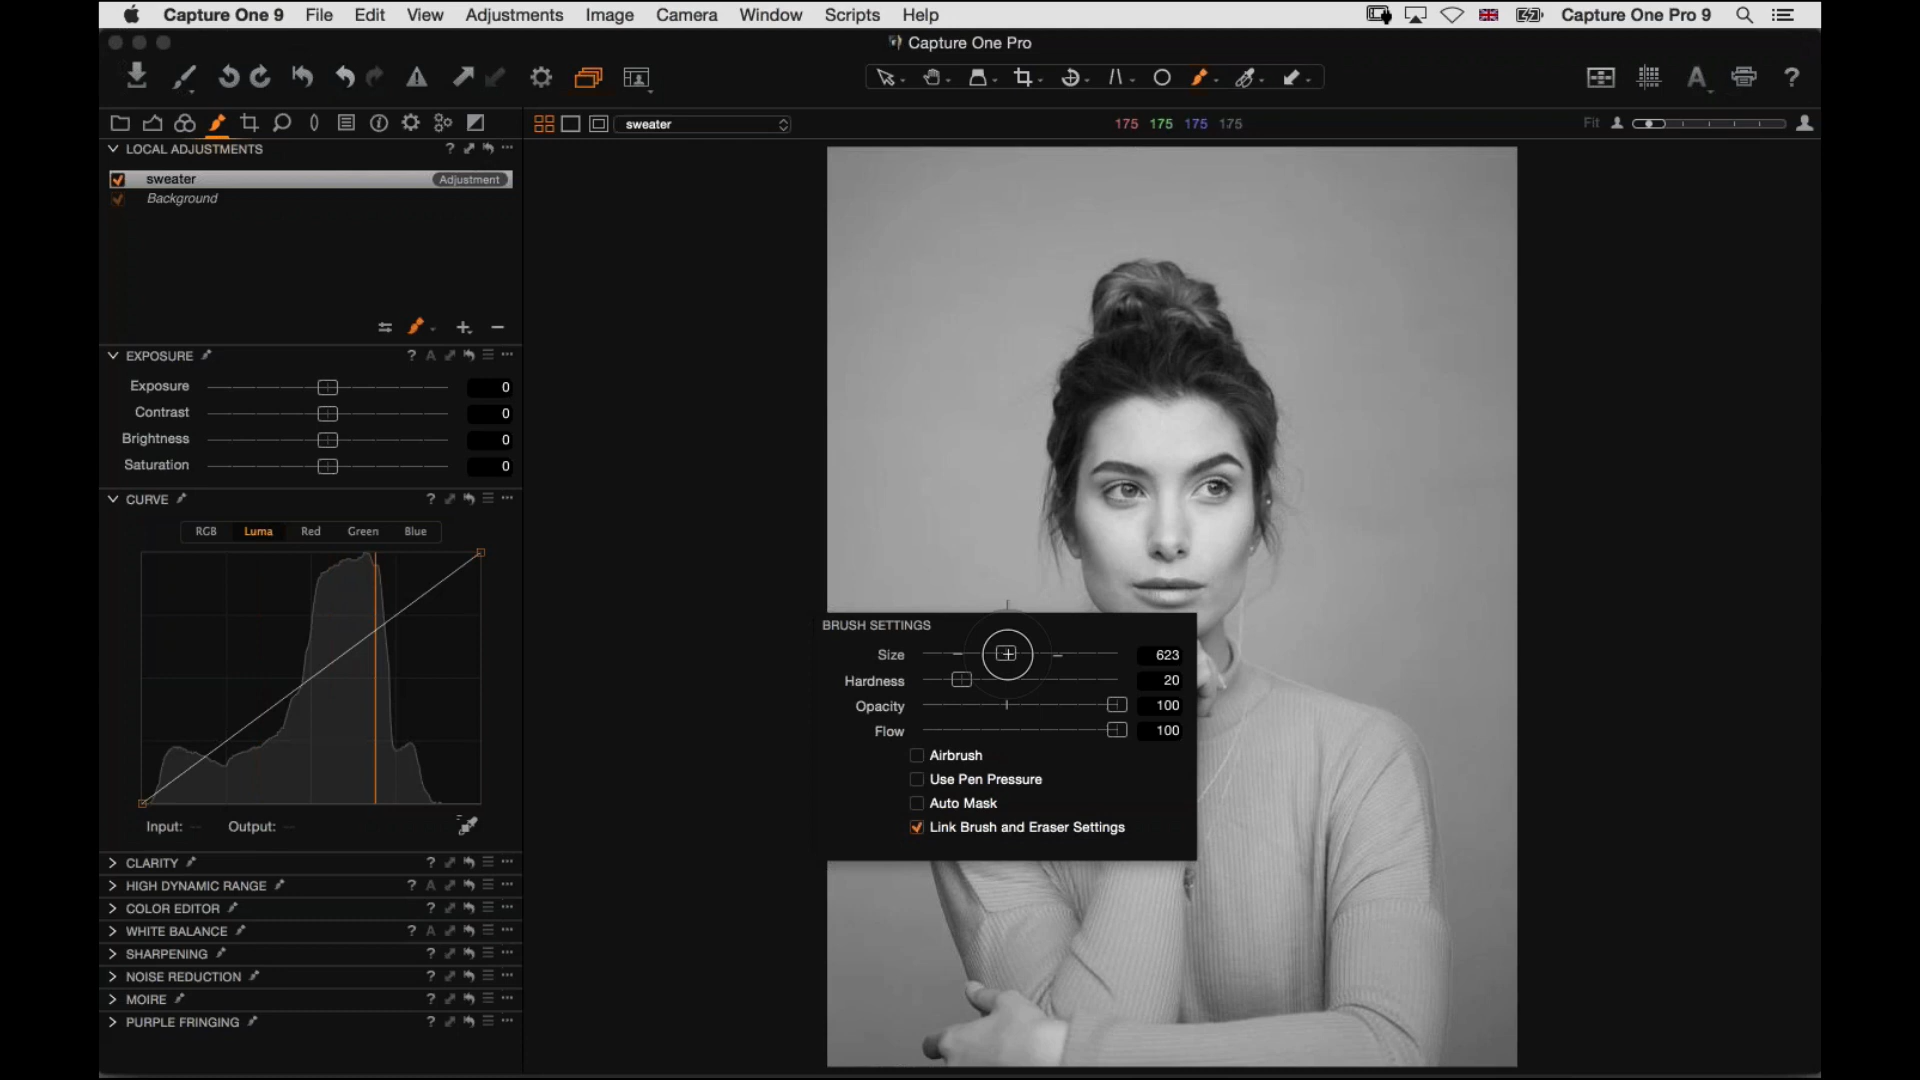 Capture One 9 File Edit View Adjustments Image Camera Window Scripts Help Capture One Pro 9
Capture One Pro
A ?
sweater 175 175 175 175 Fit
LOCAL ADJUSTMENTS ?
sweater Adjustment
Background
EXPOSURE ? A
Exposure 0
Contrast 0
Brightness 0
Saturation 0
CURVE ?
RGB Luma Red Green Blue
Input: -- Output: --
CLARITY ?
HIGH DYNAMIC RANGE ? A
COLOR EDITOR ?
WHITE BALANCE ? A
SHARPENING ?
NOISE REDUCTION ?
MOIRE ?
PURPLE FRINGING ?
BRUSH SETTINGS
Size 623
Hardness 20
Opacity 100
Flow 100
Airbrush
Use Pen Pressure
Auto Mask
Link Brush and Eraser Settings